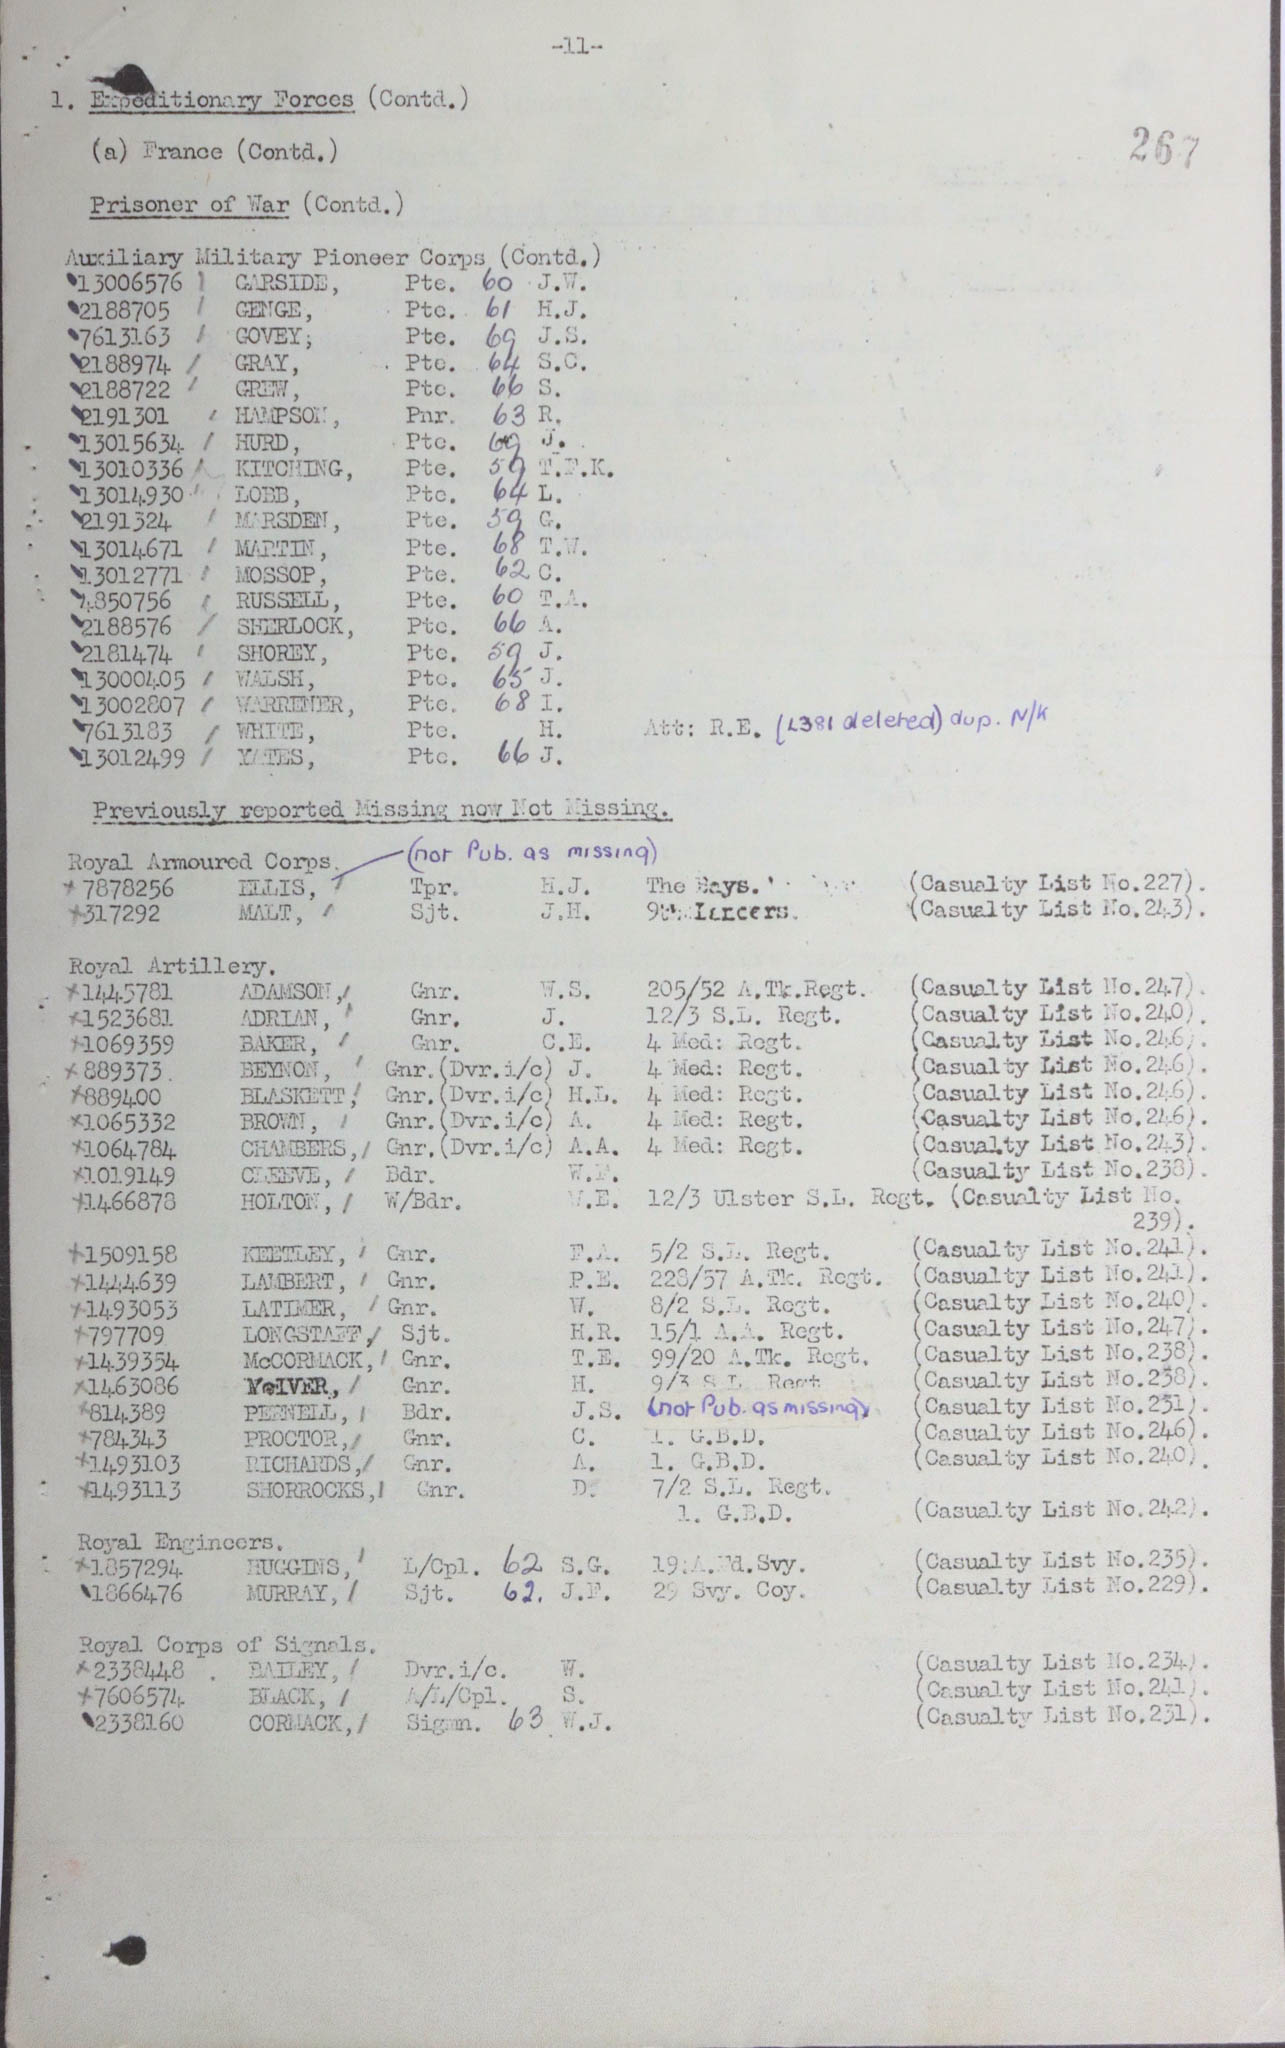 -11-
1. Expeditionary Forces (Contd.)
(a) France (Contd.)
267
Prisoner of War (Contd.)
Auxiliary Military Pioneer Corps (Contd.)
13006576 / GARSIDE, Pte. 60 J.W.
2188705 / GENGE, Pte. 61 H.J.
7613163 / GOVEY, Pte. 69 J.S.
2188974 / GRAY, Pte. 64 S.C.
2188722 / GREW, Pte. 66 S.
2191301 / HAMPSON, Pnr. 63 R.
13015634 / HURD, Pte. 69 J.
13010336 / KITCHING, Pte. 59 T.F.K.
13014930 / LOBB, Pte. 64 L.
2191324 / MARSDEN, Pte. 59 G.
13014671 / MARTIN, Pte. 68 T.W.
13012771 / MOSSOP, Pte. 62 C.
4850756 / RUSSELL, Pte. 60 T.A.
2188576 / SHERLOCK, Pte. 66 A.
2181474 / SHOREY, Pte. 59 J.
13000405 / WALSH, Pte. 65 J.
13002807 / WARRENER, Pte. 68 I.
7613183 / WHITE, Pte. H. Att: R.E. (L381 deleted) dup. N/K
13012499 / YATES, Pte. 66 J.
Previously reported Missing now Not Missing.
Royal Armoured Corps. (not Pub. as missing)
x 7878256 ELLIS, / Tpr. H.J. The Bays. (Casualty List No.227).
x 317292 MALT, / Sjt. J.H. 9th Lancers. (Casualty List No.243).
Royal Artillery.
x 1445781 ADAMSON, / Gnr. W.S. 205/52 A.Tk.Regt. (Casualty List No.247).
x 1523681 ADRIAN, / Gnr. J. 12/3 S.L. Regt. (Casualty List No.240).
x 1069359 BAKER, / Gnr. C.E. 4 Med: Regt. (Casualty List No.246).
x 889373. BEYNON, / Gnr.(Dvr.i/c) J. 4 Med: Regt. (Casualty List No.246).
x 889400 BLASKETT, / Gnr.(Dvr.i/c) H.L. 4 Med: Regt. (Casualty List No.246).
x 1065332 BROWN, / Gnr.(Dvr.i/c) A. 4 Med: Regt. (Casualty List No.246).
x 1064784 CHAMBERS, / Gnr.(Dvr.i/c) A.A. 4 Med: Regt. (Casualty List No.243).
x 1019149 CLEEVE, / Bdr. W.F. (Casualty List No.238).
x 1466878 HOLTON, / W/Bdr. W.E. 12/3 Ulster S.L. Regt. (Casualty List No.
239).
x 1509158 KEETLEY, / Gnr. F.A. 5/2 S.L. Regt. (Casualty List No.241).
x 1444639 LAMBERT, / Gnr. P.E. 228/57 A.Tk. Regt. (Casualty List No.241).
x 1493053 LATIMER, / Gnr. W. 8/2 S.L. Regt. (Casualty List No.240).
x 797709 LONGSTAFF, / Sjt. H.R. 15/1 A.A. Regt. (Casualty List No.247).
x 1439354 McCORMACK, / Gnr. T.E. 99/20 A.Tk. Regt. (Casualty List No.238).
x 1463086 McIVER, / Gnr. H. 9/3 S.L. Regt (Casualty List No.238).
x 814389 PENNELL, / Bdr. J.S. (not Pub. as missing) (Casualty List No.231).
x 784343 PROCTOR, / Gnr. C. 1. G.B.D. (Casualty List No.246).
x 1493103 RICHARDS, / Gnr. A. 1. G.B.D. (Casualty List No.240).
x 1493113 SHORROCKS, / Gnr. D. 7/2 S.L. Regt.
1. G.B.D. (Casualty List No.242).
Royal Engineers.
x 1857294 HUGGINS, / L/Cpl. 62 S.G. 19:A.Fd.Svy. (Casualty List No.235).
1866476 MURRAY, / Sjt. 62. J.F. 29 Svy. Coy. (Casualty List No.229).
Royal Corps of Signals.
x 2338448 . BAILEY, / Dvr.i/c. W. (Casualty List No.234).
x 7606574 BLACK, / A/L/Cpl. S. (Casualty List No.241).
2338160 CORMACK, / Sigmn. 63 W.J. (Casualty List No.231).